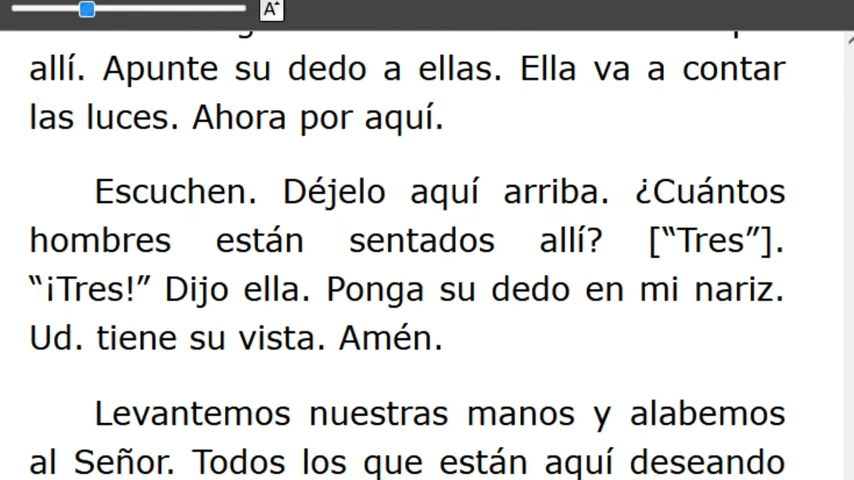 A
allí. Apunte su dedo a ellas. Ella va a contar
las luces. Ahora por aquí.
Escuchen. Déjelo aquí arriba. ¿Cuántos
hombres están sentados allí? [“Tres”].
“¡Tres!” Dijo ella. Ponga su dedo en mi nariz.
Ud. tiene su vista. Amén.
Levantemos nuestras manos y alabemos
al Señor. Todos los que están aquí deseando